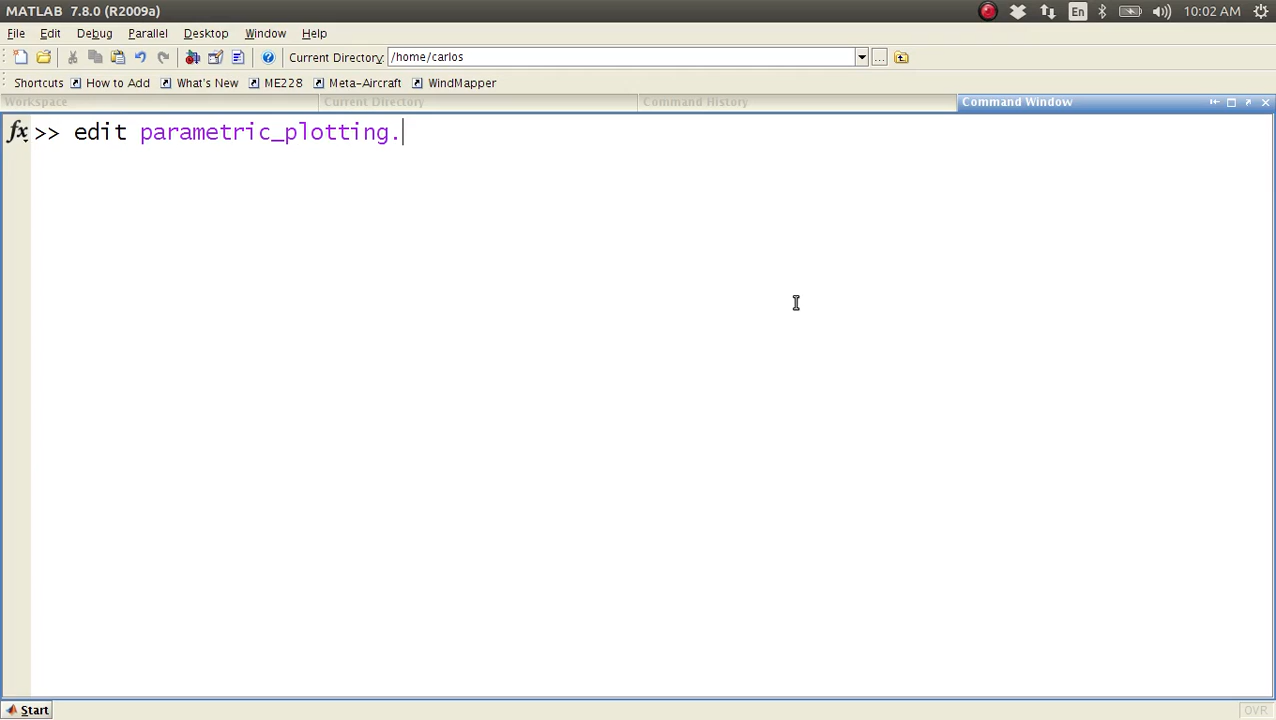 MATLAB 7.8.0 (R2009a)
En
10:02 AM
File Edit Debug Parallel Desktop Window Help
Current Directory: /home/carlos
...
Shortcuts How to Add What's New ME228 Meta-Aircraft WindMapper
Workspace Current Directory Command History Command Window
fx >> edit parametric_plotting.
Start
OVR